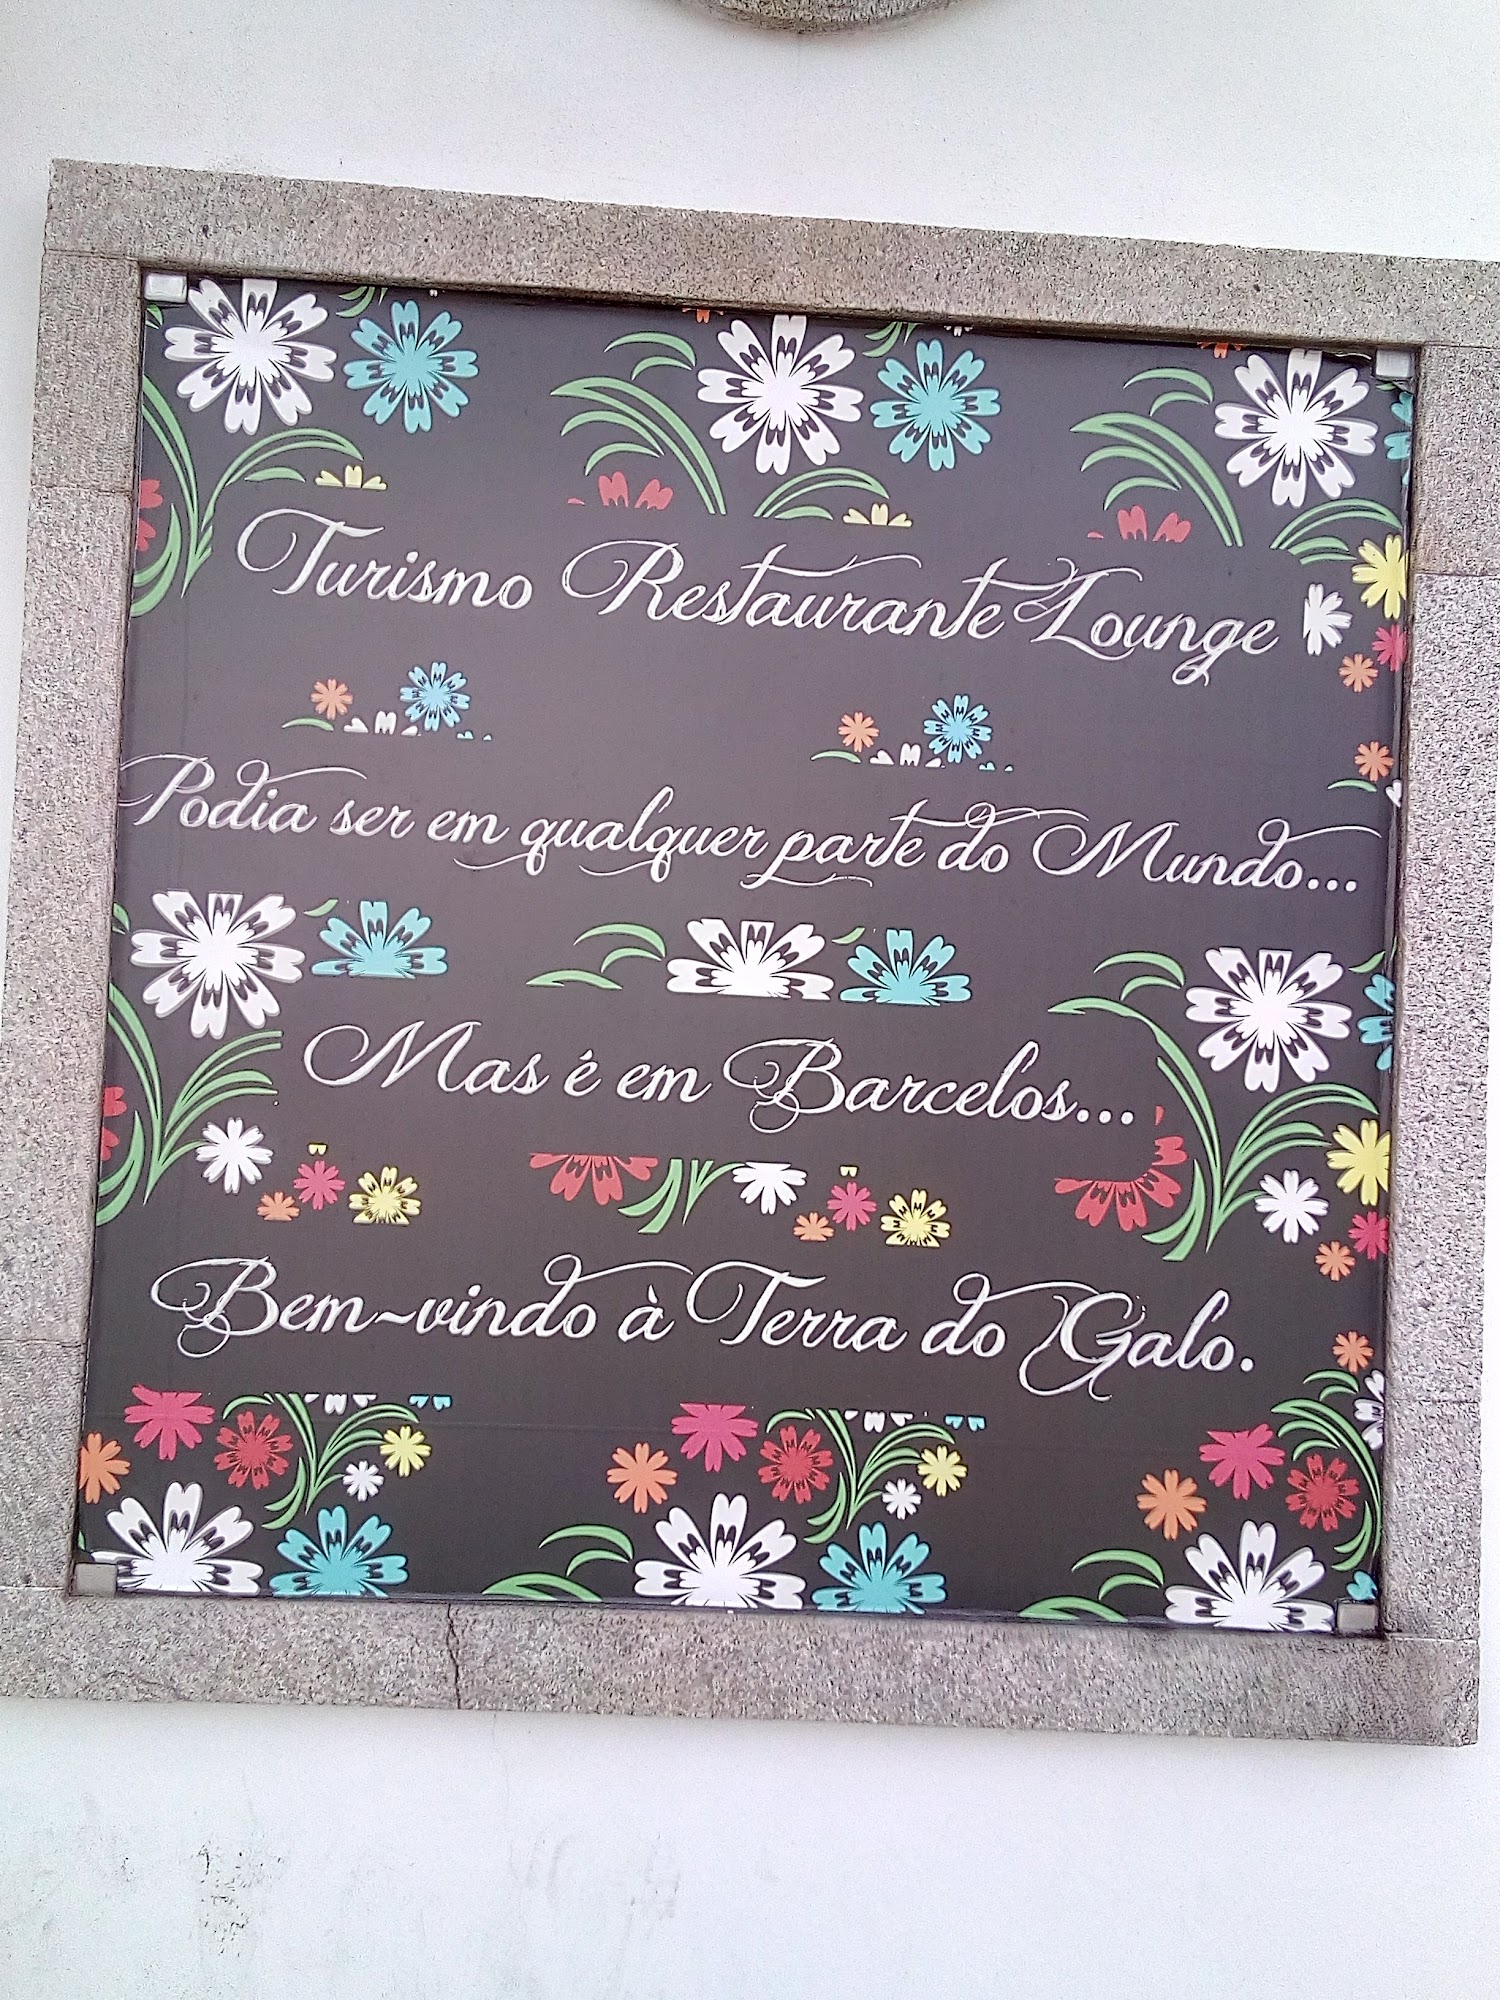 Turismo Restaurante Lounge
Podia ser em qualquer parte do Mundo...
Mas é em Barcelos...
Bem-vindo à Terra do Galo.